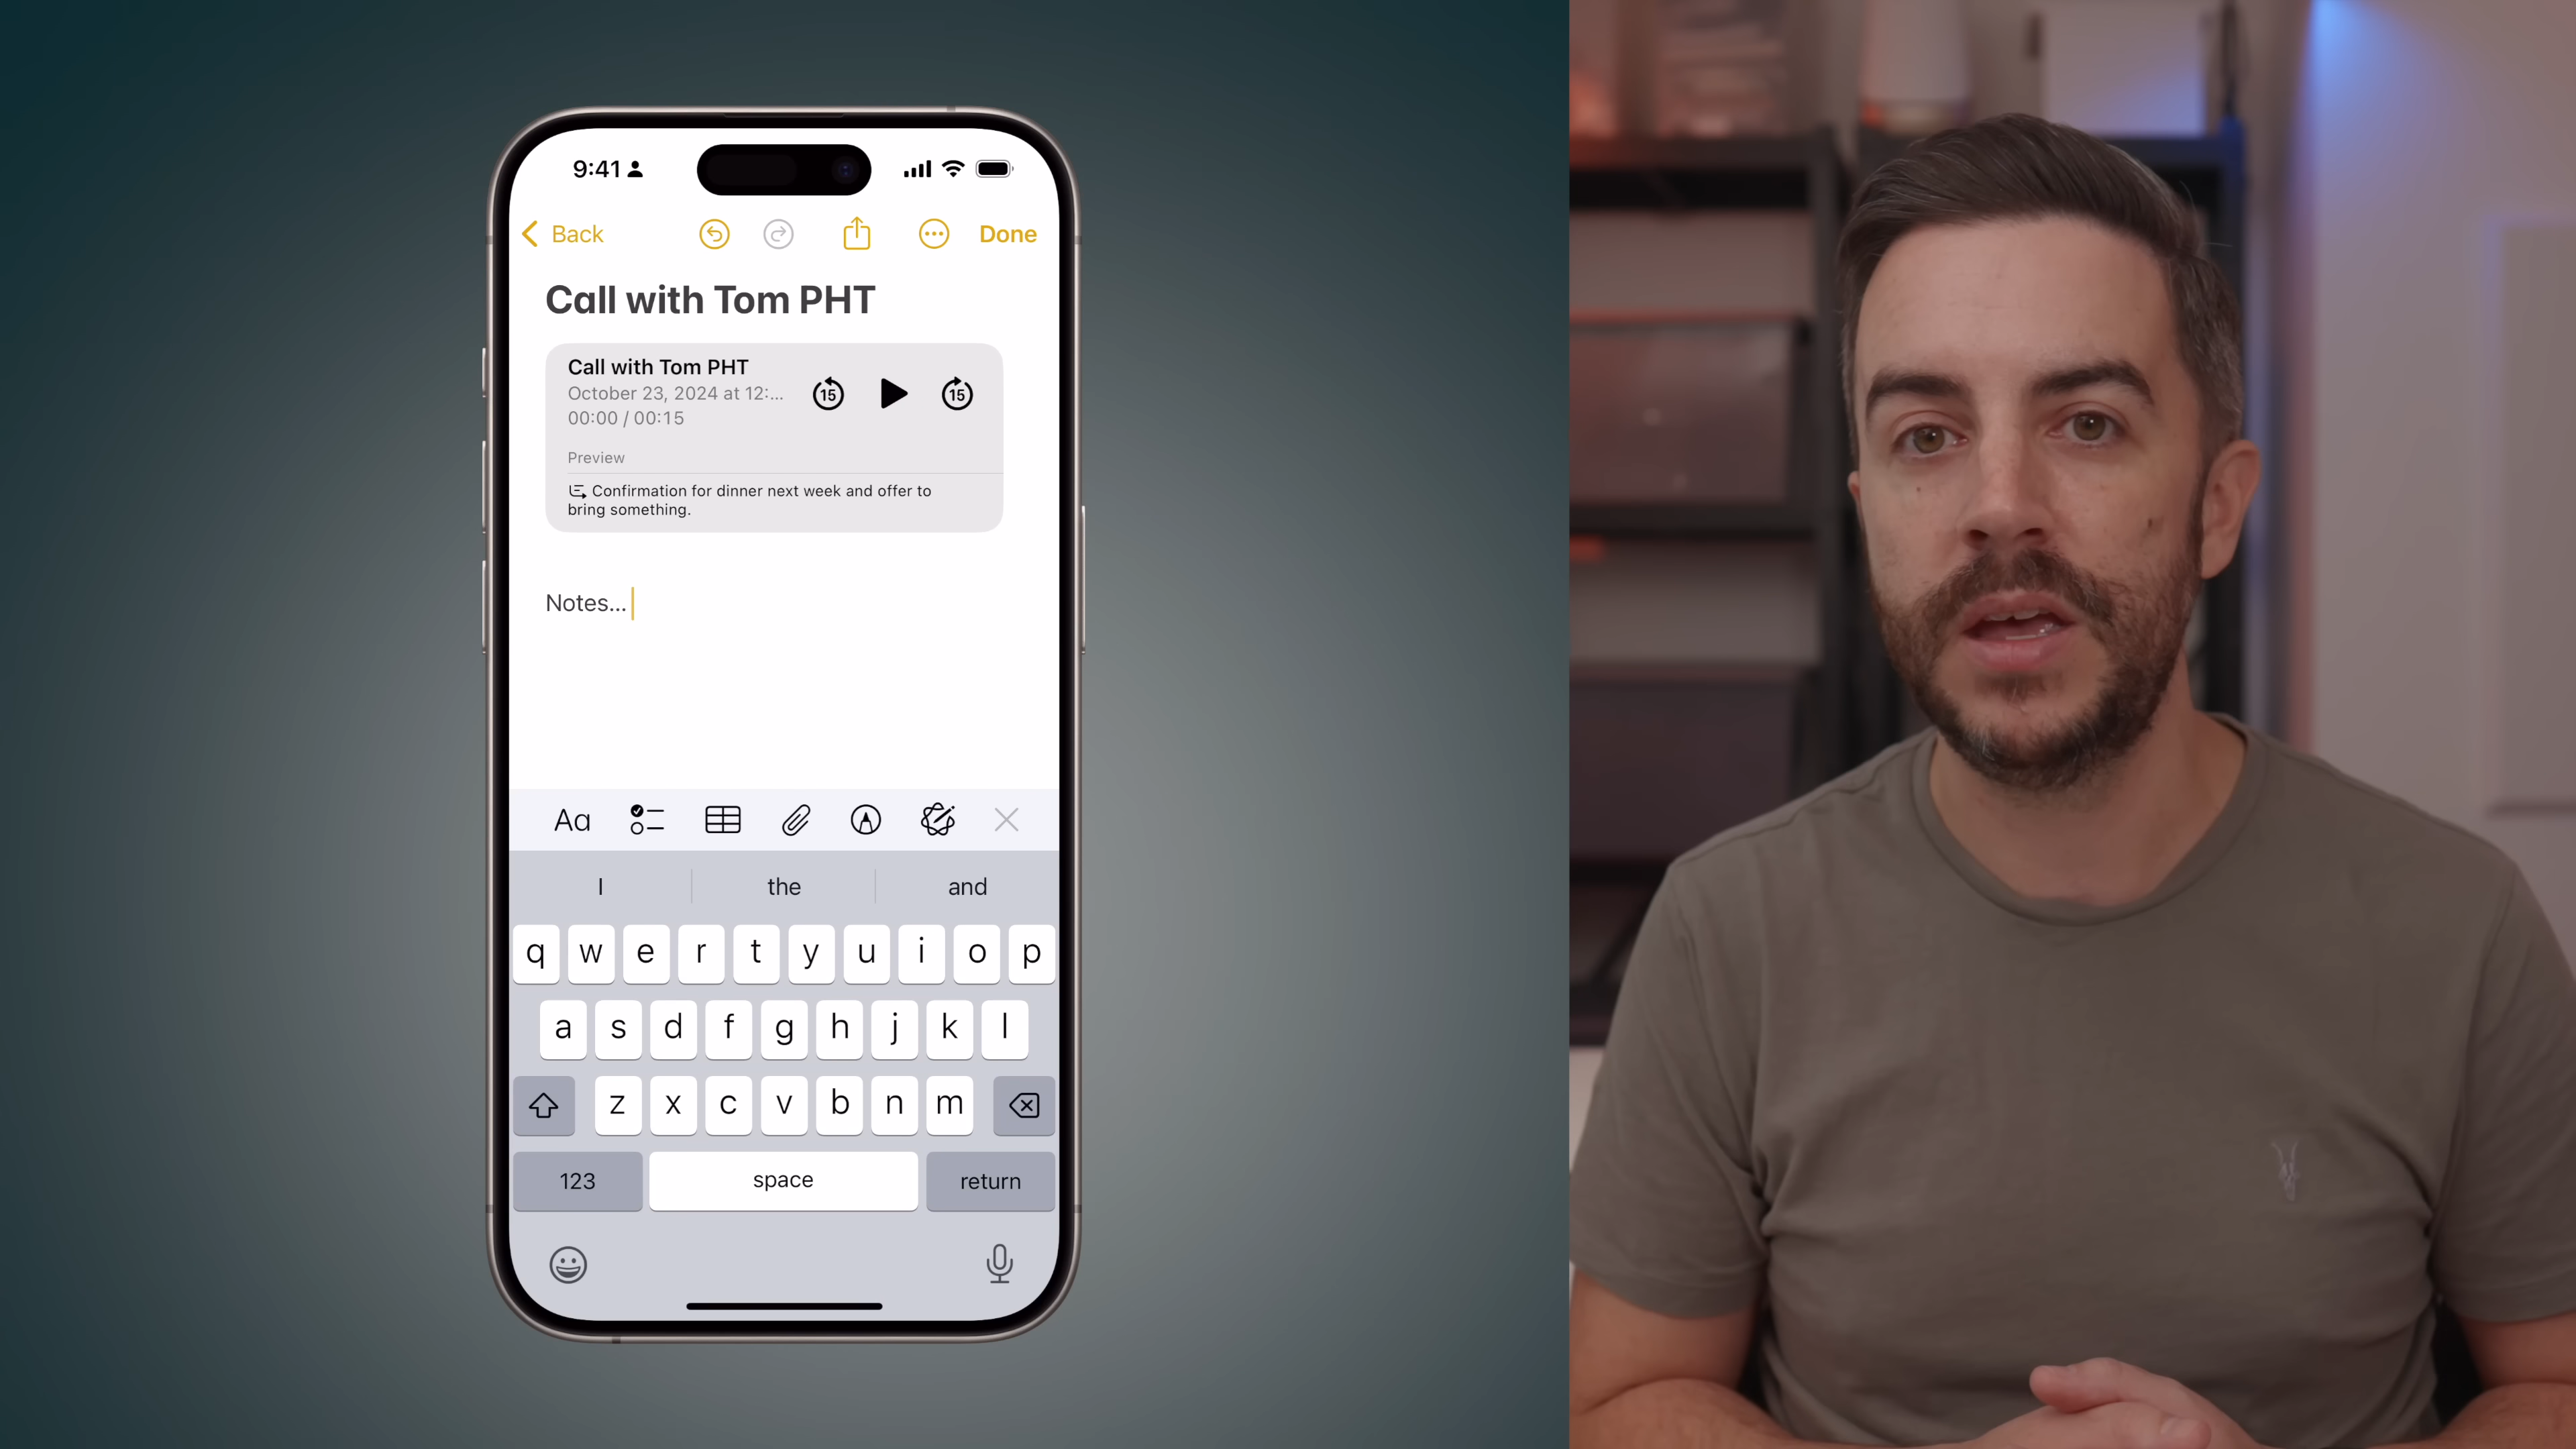 9:41
Back
Done
Call with Tom PHT
Call with Tom PHT
October 23, 2024 at 12:...
00:00 / 00:15
15
15
Preview
Confirmation for dinner next week and offer to
bring something.
Notes...
Aa
I the and
q w e r t y u i o p
a s d f g h j k l
z x c v b n m
123 space return